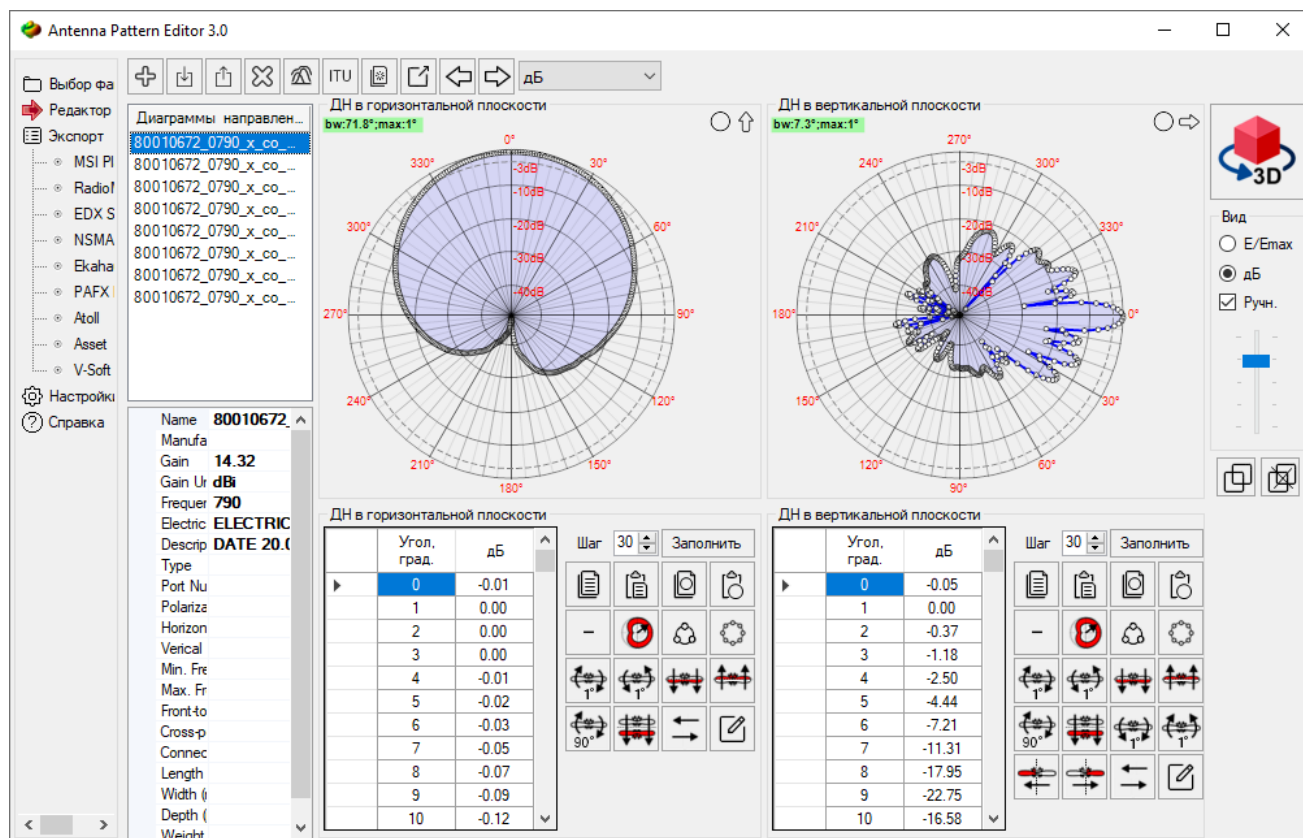 Antenna Pattern Editor 3.0
Выбор фа
Редактор
Экспорт
MSI Pl
RadioM
EDX S
NSMA
Ekaha
PAFX
Atoll
Asset
V-Soft
Настройки
Справка
ITU
дБ
Диаграммы направлен...
80010672_0790_x_co_...
80010672_0790_x_co_...
80010672_0790_x_co_...
80010672_0790_x_co_...
80010672_0790_x_co_...
80010672_0790_x_co_...
80010672_0790_x_co_...
80010672_0790_x_co_...
Name 80010672_
Manufa
Gain 14.32
Gain Ur dBi
Frequer 790
Electric ELECTRIC
Descrip DATE 20.0
Type
Port Nu
Polariza
Horizon
Verical
Min. Fre
Max. Fr
Front-to
Cross-p
Connec
Length
Width (
Depth (
Weight
ДН в горизонтальной плоскости
bw:71.8°;max:1°
0°
30°
60°
90°
120°
150°
180°
210°
240°
270°
300°
330°
-3dB
-10dB
-20dB
-30dB
-40dB
ДН в вертикальной плоскости
bw:7.3°;max:1°
270°
300°
330°
0°
30°
60°
90°
120°
150°
180°
210°
240°
-3dB
-10dB
-20dB
-30dB
-40dB
3D
Вид
E/Emax
дБ
Ручн.
ДН в горизонтальной плоскости
Угол, град. дБ
0 -0.01
1 0.00
2 0.00
3 0.00
4 -0.01
5 -0.02
6 -0.03
7 -0.05
8 -0.07
9 -0.09
10 -0.12
Шаг 30 Заполнить
1° 1°
90°
ДН в вертикальной плоскости
Угол, град. дБ
0 -0.05
1 0.00
2 -0.37
3 -1.18
4 -2.50
5 -4.44
6 -7.21
7 -11.31
8 -17.95
9 -22.75
10 -16.58
Шаг 30 Заполнить
1° 1°
90° 1° 1°